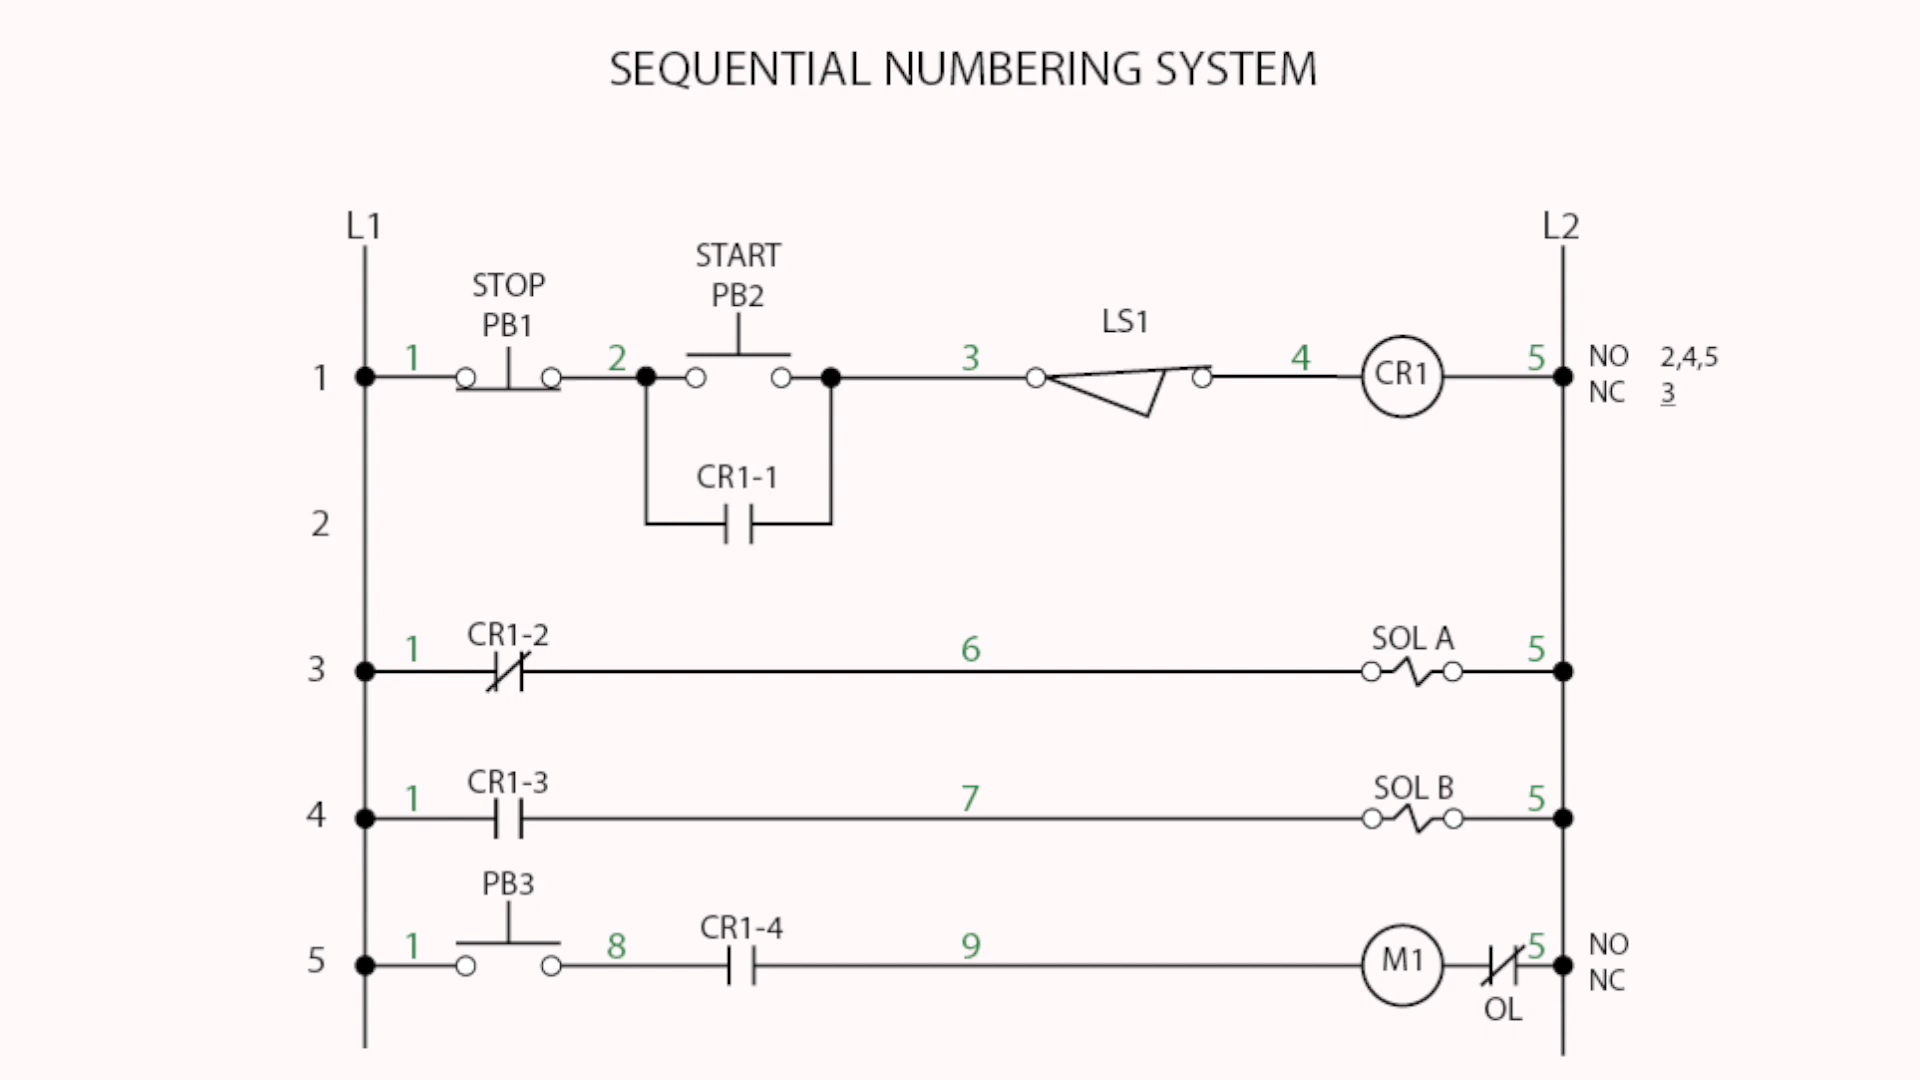 SEQUENTIAL NUMBERING SYSTEM
L1
L2
START
PB2
STOP
PB1
LS1
1
1
2
3
4
CR1
5
NO 2,4,5
NC 3
CR1-1
2
CR1-2
SOL A
3
1
6
5
CR1-3
SOL B
4
1
7
5
PB3
CR1-4
5
1
8
9
M1
5
NO
NC
OL